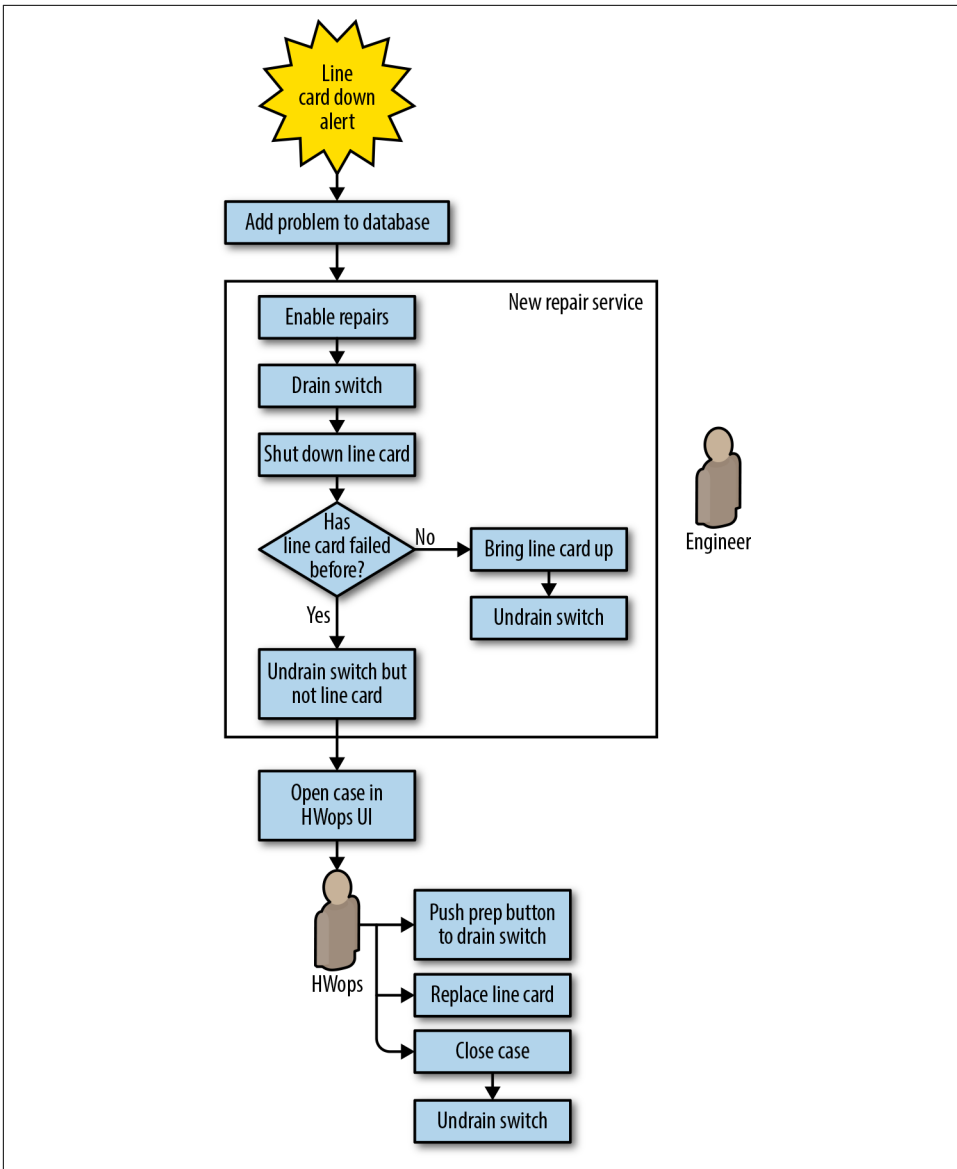 Line
card down
alert
Add problem to database
New repair service
Enable repairs
Drain switch
Shut down line card
Has
line card failed
before?
No
Bring line card up
Undrain switch
Engineer
Yes
Undrain switch but
not line card
Open case in
HWops UI
HWops
Push prep button
to drain switch
Replace line card
Close case
Undrain switch